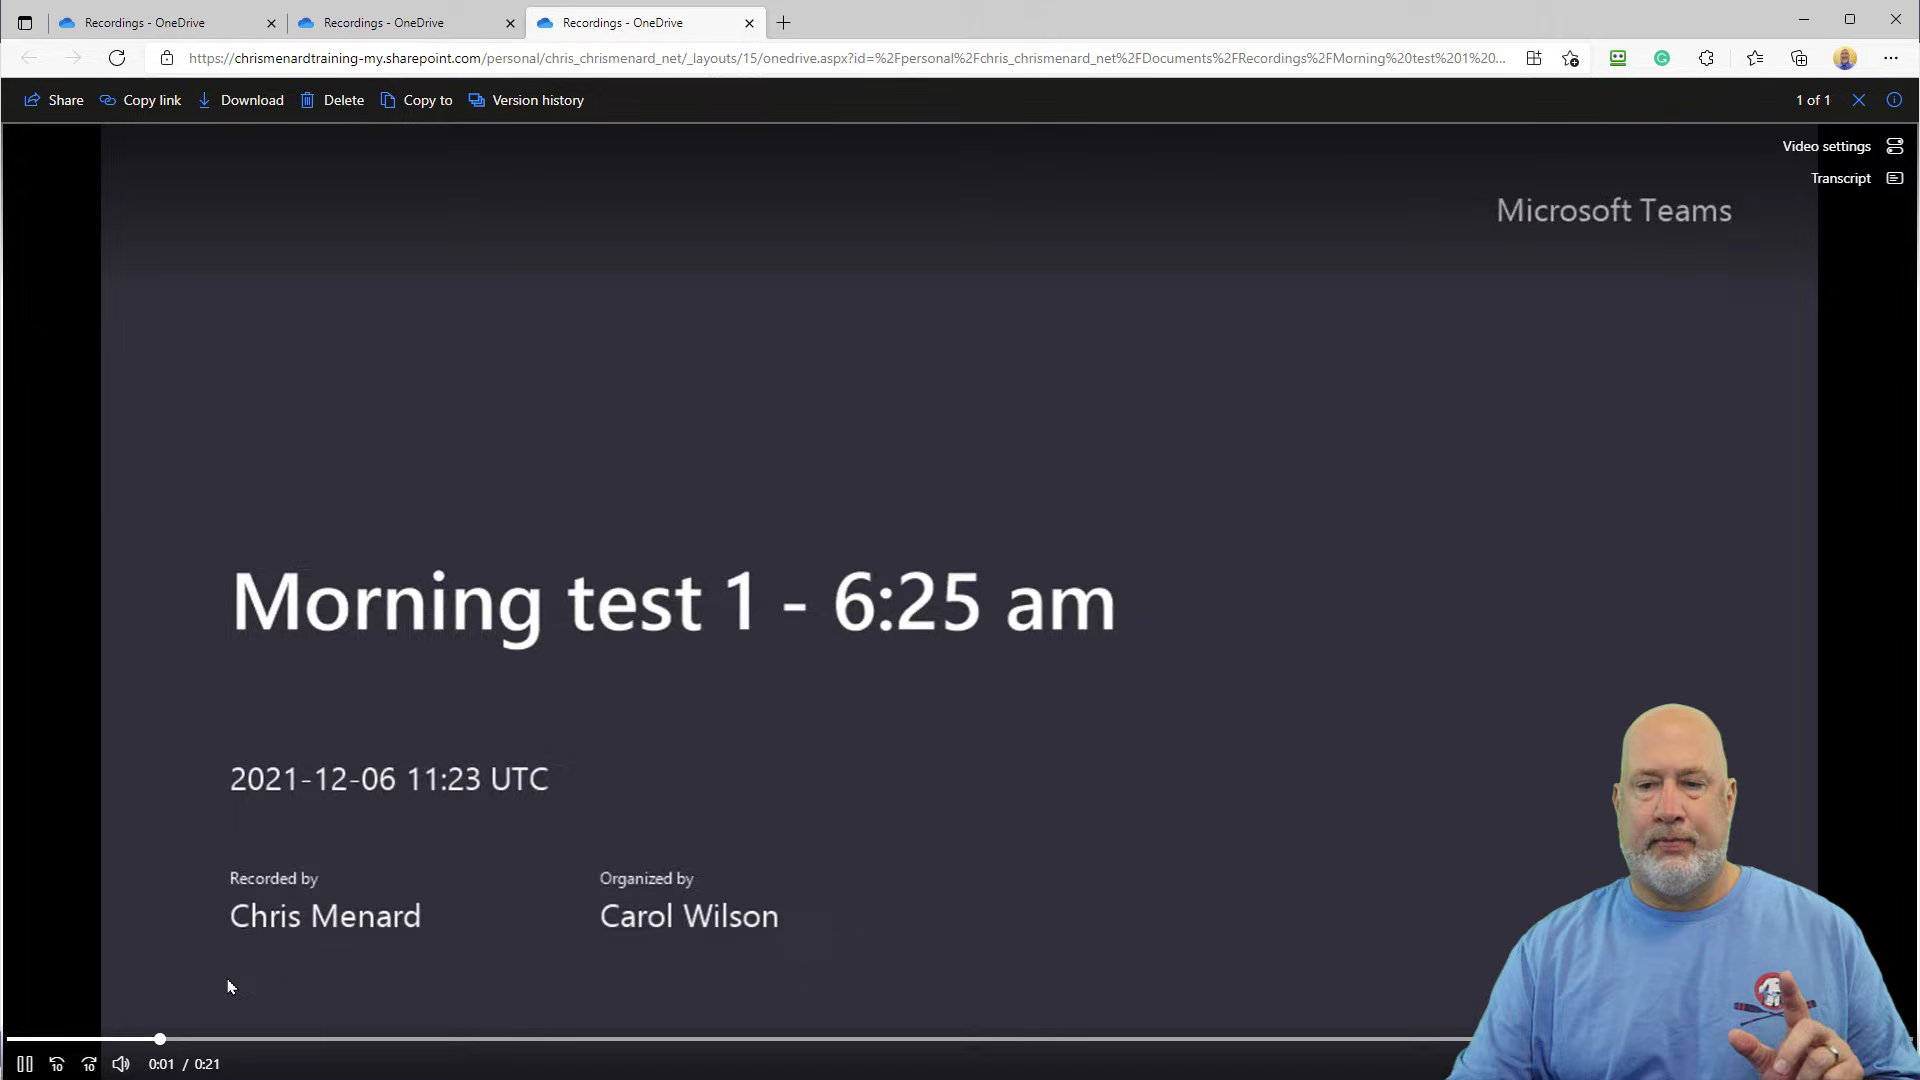 Recordings - OneDrive
Recordings - OneDrive
Recordings - OneDrive
https://chrismenardtraining-my.sharepoint.com/personal/chris_chrismenard_net/_layouts/15/onedrive.aspx?id=%2Fpersonal%2Fchris_chrismenard_net%2FDocuments%2FRecordings%2FMorning%20test%201%20...
Share Copy link Download Delete Copy to Version history 1 of 1
Video settings
Transcript
Microsoft Teams
Morning test 1 - 6:25 am
2021-12-06 11:23 UTC
Recorded by Organized by
Chris Menard Carol Wilson
10 10 0:01 / 0:21